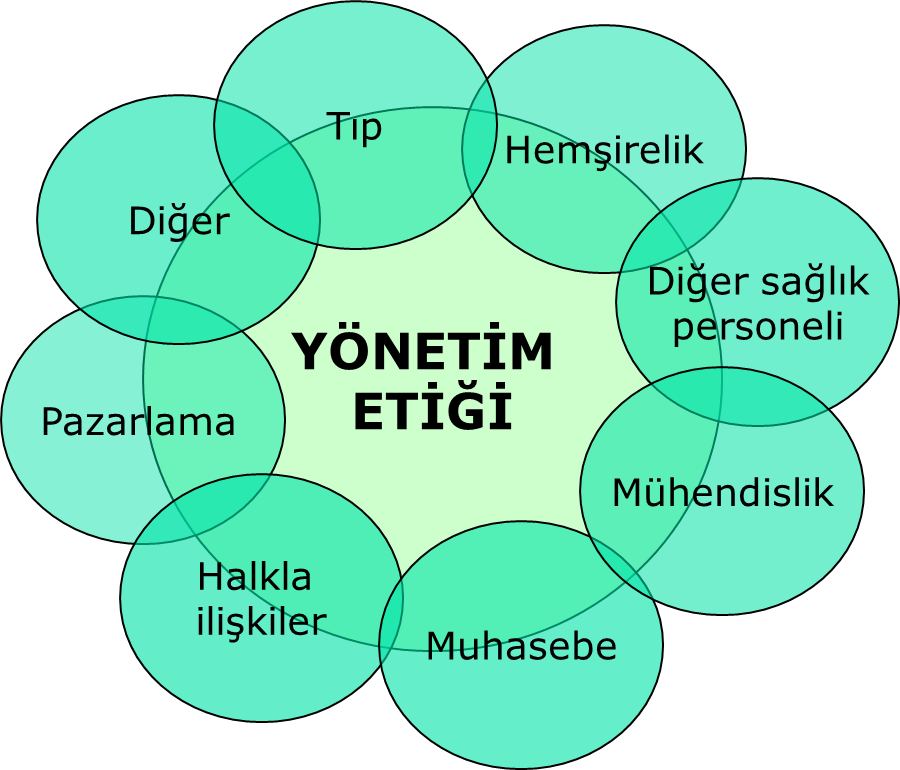 Tıp
Hemşirelik
Diğer
Diğer sağlık
personeli
YÖNETİM
ETİĞİ
Pazarlama
Mühendislik
Halkla
ilişkiler
Muhasebe